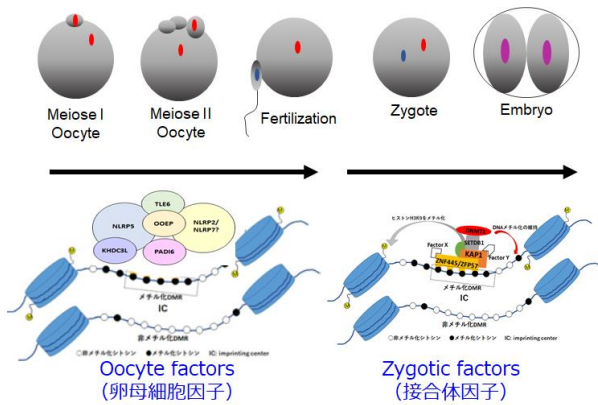 Meiose I
Oocyte
Meiose II
Oocyte
Fertilization
Zygote
Embryo
TLE6
NLRP5
OOEP
NLRP2/
NLRP7?
KHDC3L
PADI6
メチル化DMR
IC
非メチル化DMR
○非メチル化シトシン ●メチル化シトシン IC: imprinting center
Oocyte factors
(卵母細胞因子)
ヒストンH3K9をメチル化
DNAメチル化の維持
SETDB1
Factor X
KAP1
Factor Y
ZNF445/ZFP57
メチル化DMR
IC
非メチル化DMR
○非メチル化シトシン ●メチル化シトシン IC: imprinting center
Zygotic factors
(接合体因子)